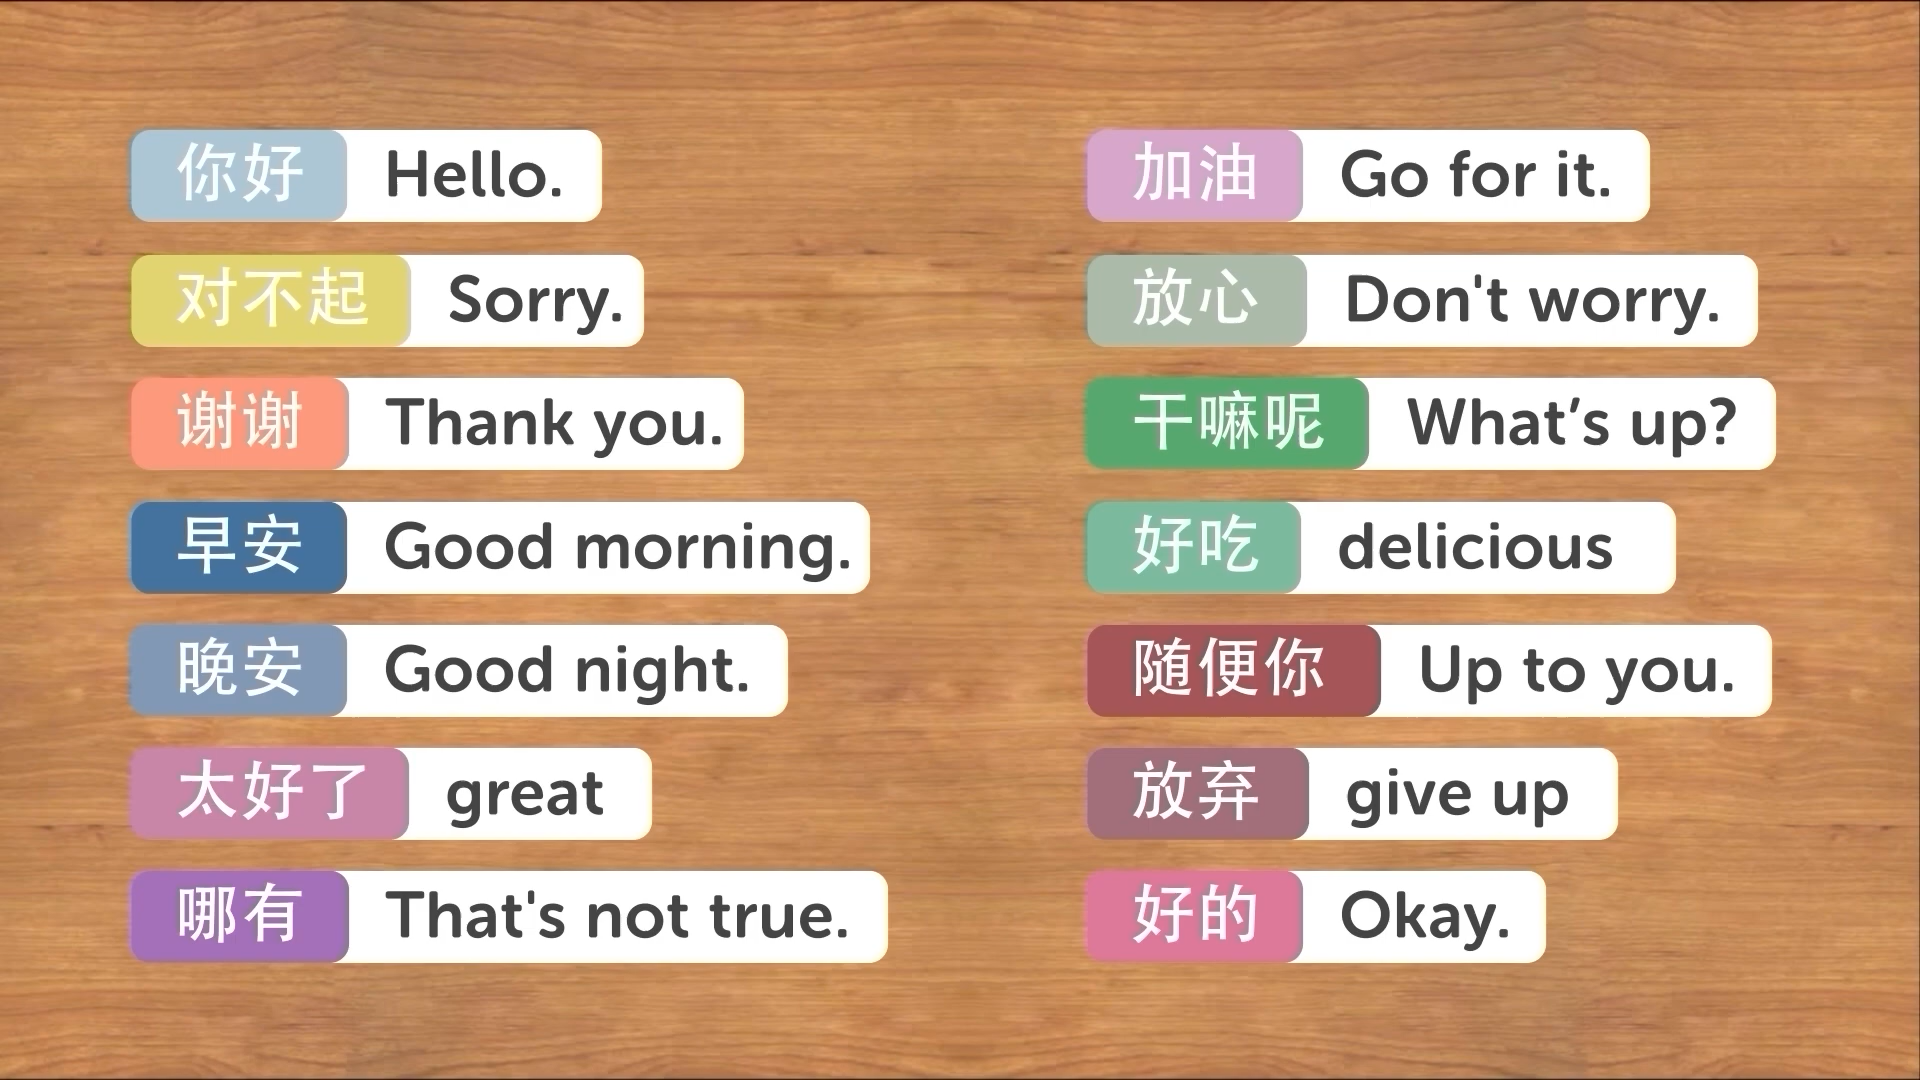 你好 Hello.
对不起 Sorry.
谢谢 Thank you.
早安 Good morning.
晚安 Good night.
太好了 great
哪有 That's not true.
加油 Go for it.
放心 Don't worry.
干嘛呢 What’s up?
好吃 delicious
随便你 Up to you.
放弃 give up
好的 Okay.